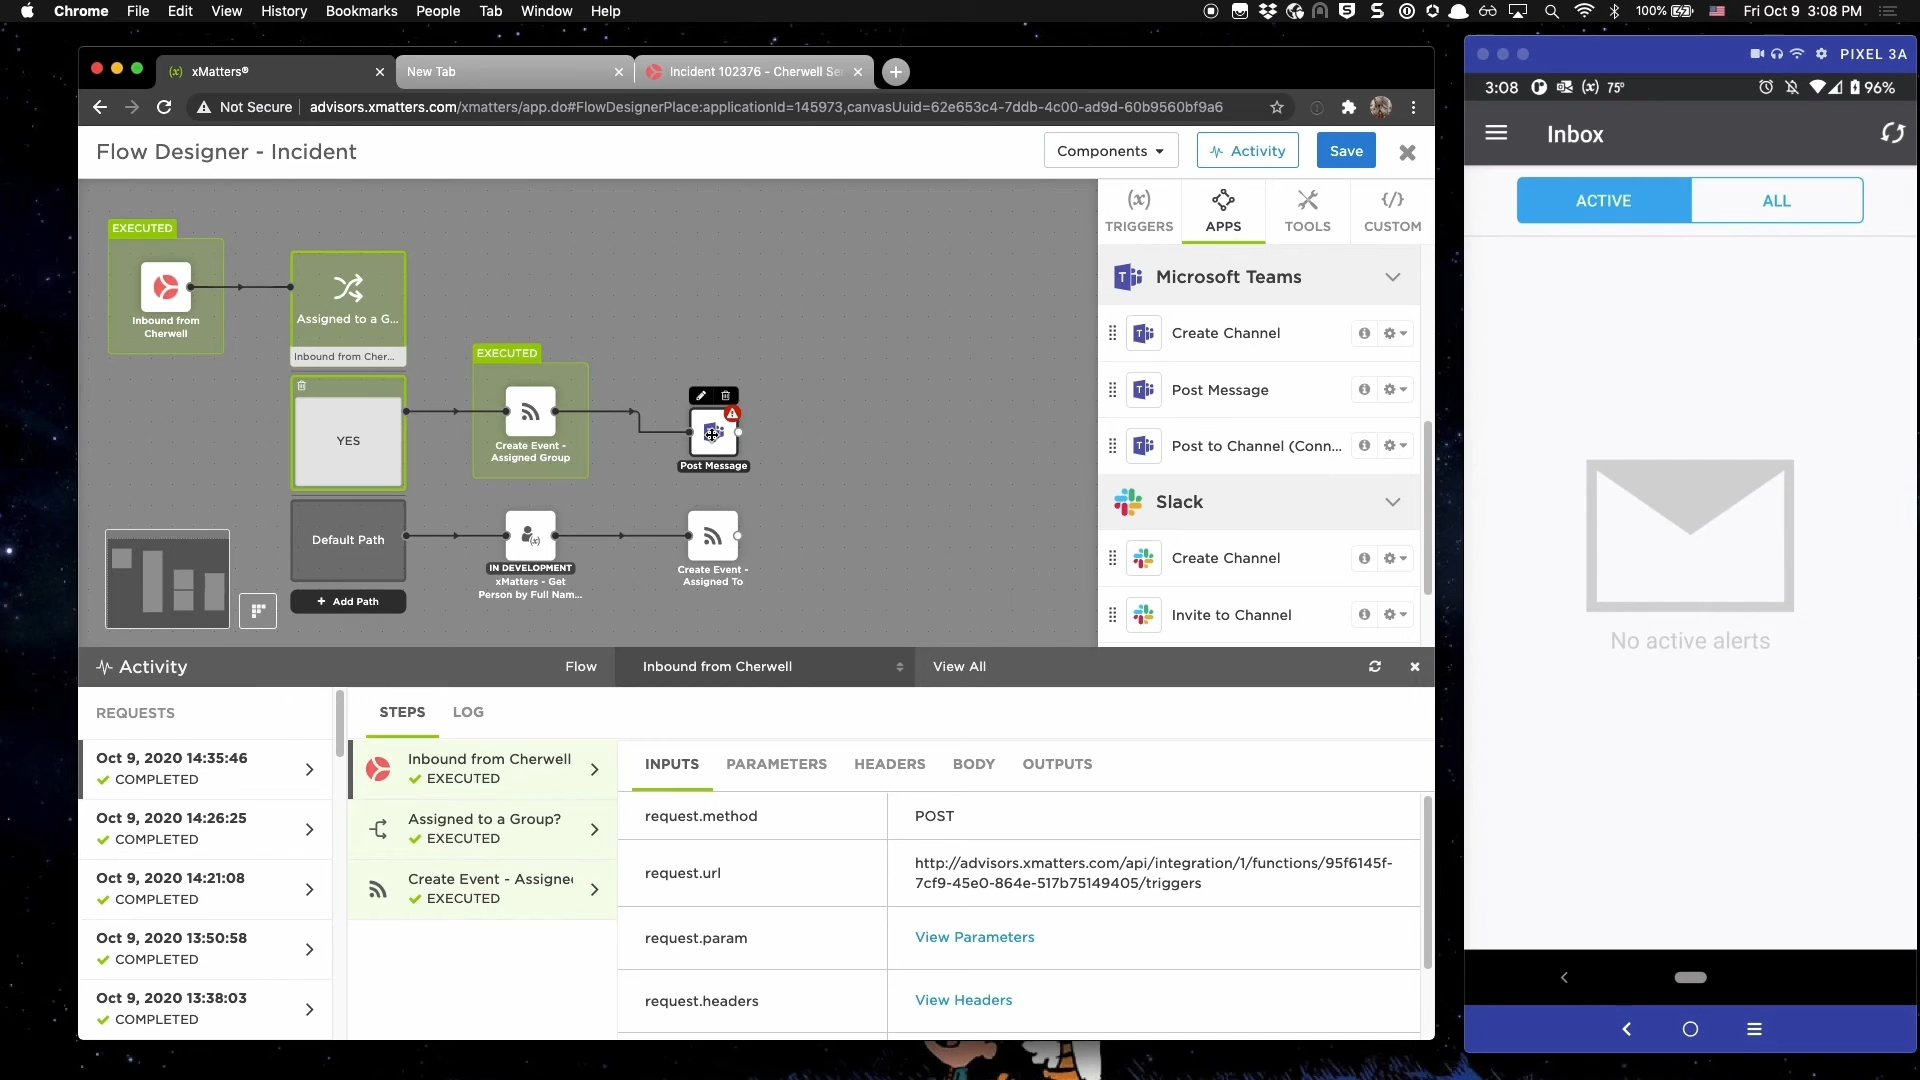 Chrome File Edit View History Bookmarks People Tab Window Help
100% Fri Oct 9 3:08 PM
xMatters®
New Tab
Incident 102376 - Cherwell Se
Not Secure advisors.xmatters.com/xmatters/app.do#FlowDesignerPlace:applicationId=145973,canvasUuid=62e653c4-7ddb-4c00-ad9d-60b9560bf9a6
Flow Designer - Incident
Components
Activity
Save
EXECUTED
Inbound from
Cherwell
Assigned to a G...
Inbound from Cher...
YES
Default Path
+ Add Path
EXECUTED
Create Event -
Assigned Group
Post Message
IN DEVELOPMENT
xMatters - Get
Person by Full Nam...
Create Event -
Assigned To
TRIGGERS
APPS
TOOLS
CUSTOM
Microsoft Teams
Create Channel
Post Message
Post to Channel (Conn...
Slack
Create Channel
Invite to Channel
Activity
Flow
Inbound from Cherwell
View All
REQUESTS
Oct 9, 2020 14:35:46
COMPLETED
Oct 9, 2020 14:26:25
COMPLETED
Oct 9, 2020 14:21:08
COMPLETED
Oct 9, 2020 13:50:58
COMPLETED
Oct 9, 2020 13:38:03
COMPLETED
STEPS
LOG
Inbound from Cherwell
EXECUTED
Assigned to a Group?
EXECUTED
Create Event - Assigne
EXECUTED
INPUTS
PARAMETERS
HEADERS
BODY
OUTPUTS
request.method
POST
request.url
http://advisors.xmatters.com/api/integration/1/functions/95f6145f-
7cf9-45e0-864e-517b75149405/triggers
request.param
View Parameters
request.headers
View Headers
PIXEL 3A
3:08 (x) 75° 96%
Inbox
ACTIVE
ALL
No active alerts